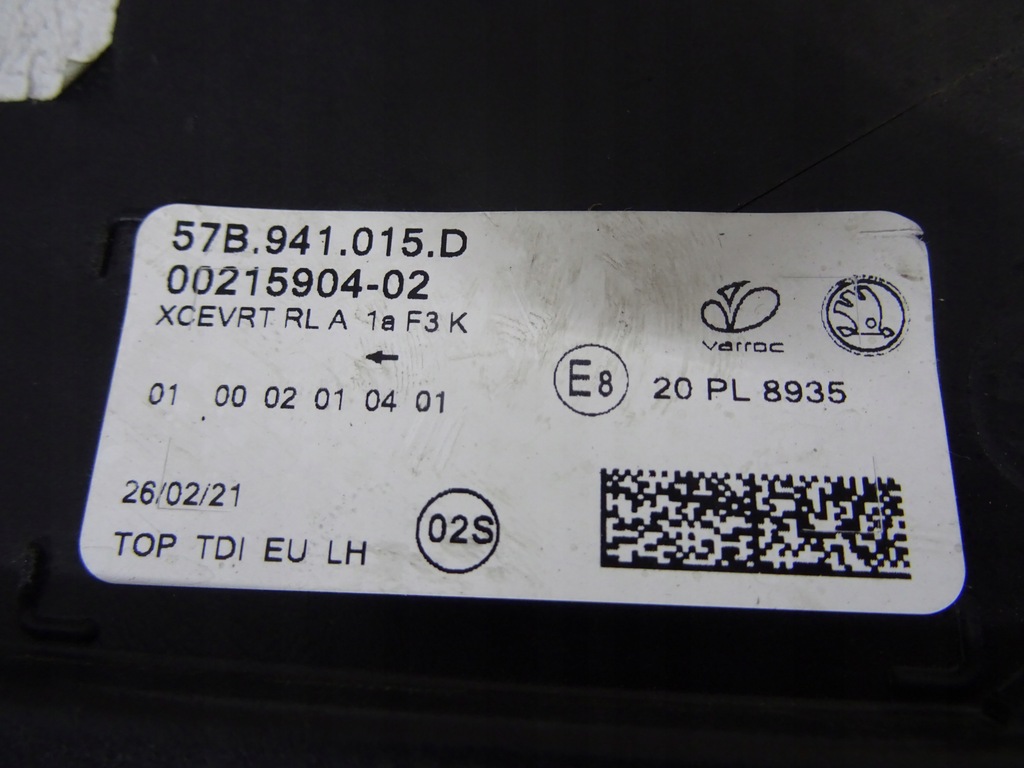 57B.941.015.D
00215904-02
XCEVRT RL A 1a F3 K
varroc
01 00 02 01 04 01
E8 20 PL 8935
26/02/21
TOP TDI EU LH
02S